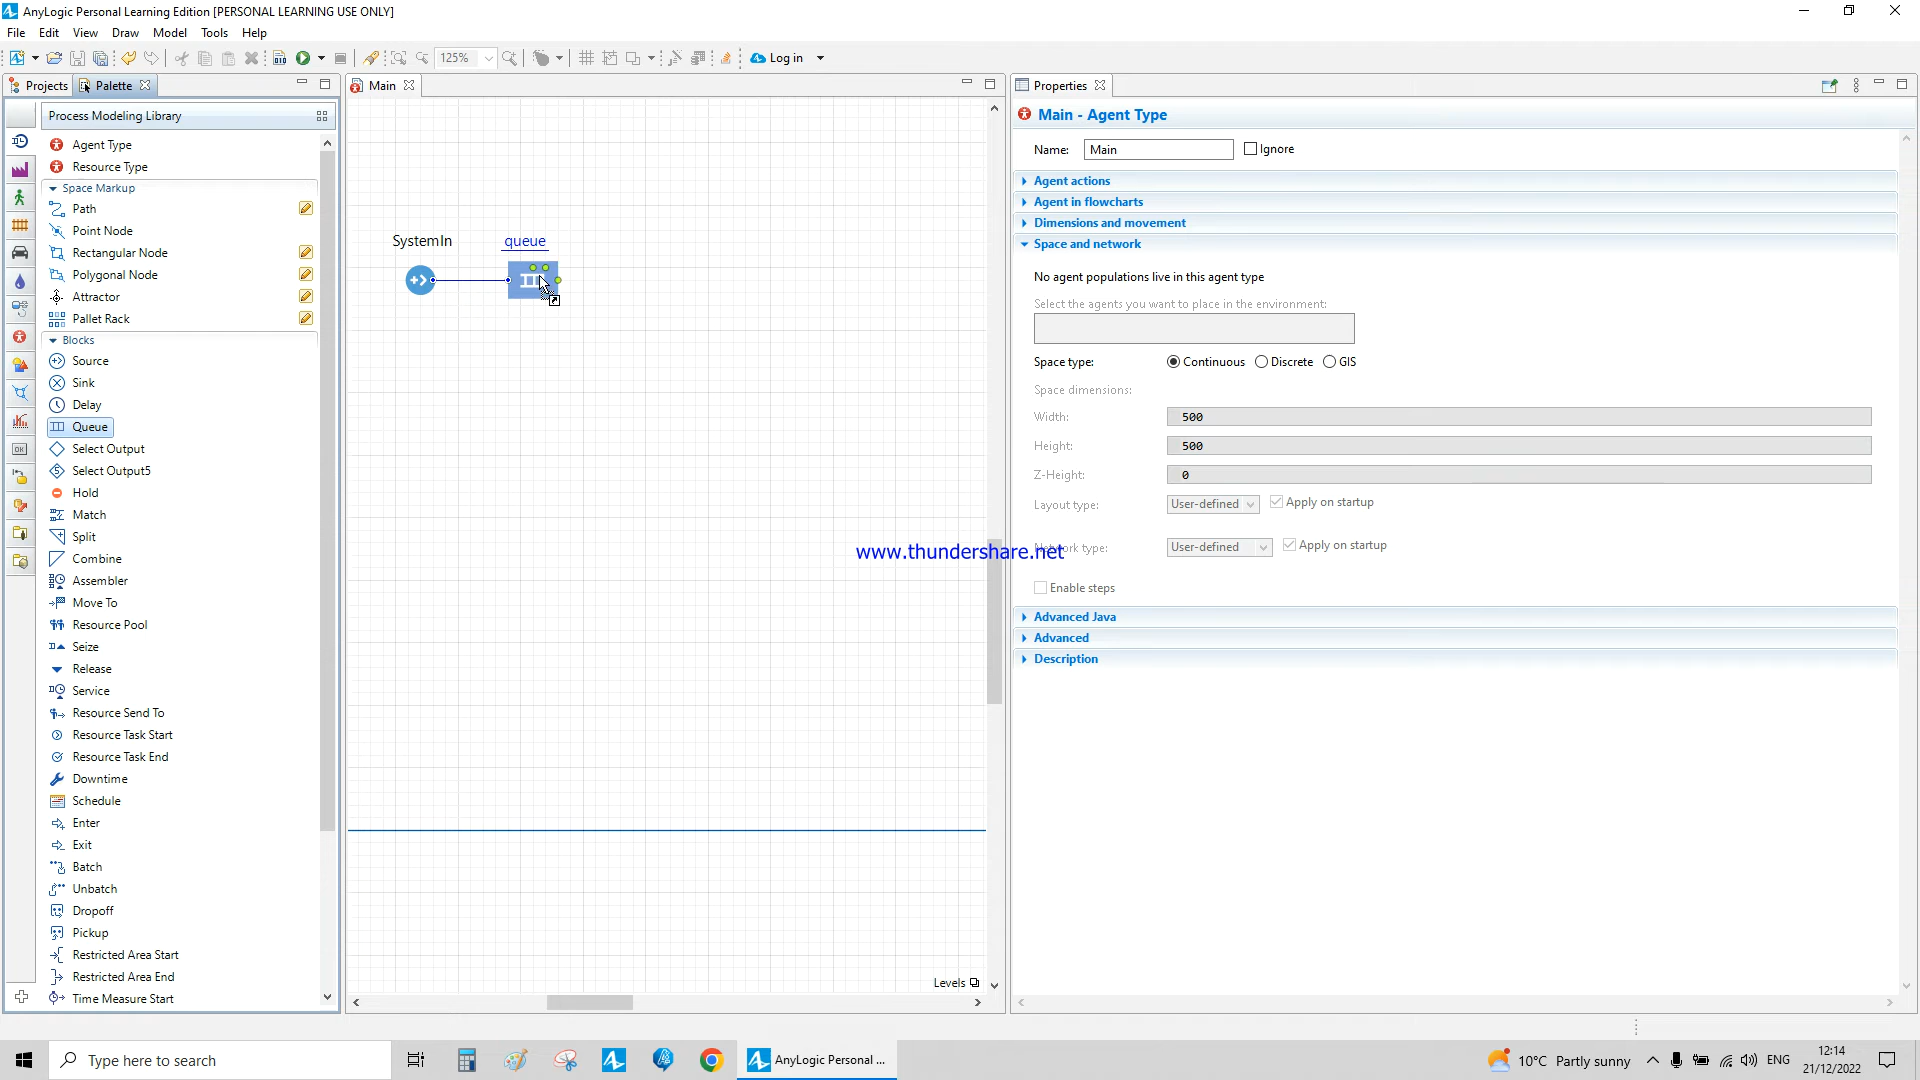 AnyLogic Personal Learning Edition [PERSONAL LEARNING USE ONLY]
File Edit View Draw Model Tools Help
125% Log in
Projects Palette
Main
Properties
Process Modeling Library
Agent Type
Resource Type
Space Markup
Path
Point Node
Rectangular Node
Polygonal Node
Attractor
Pallet Rack
Blocks
Source
Sink
Delay
Queue
Select Output
Select Output5
Hold
Match
Split
Combine
Assembler
Move To
Resource Pool
Seize
Release
Service
Resource Send To
Resource Task Start
Resource Task End
Downtime
Schedule
Enter
Exit
Batch
Unbatch
Dropoff
Pickup
Restricted Area Start
Restricted Area End
Time Measure Start
SystemIn
queue
Levels
Main - Agent Type
Name: Main Ignore
Agent actions
Agent in flowcharts
Dimensions and movement
Space and network
No agent populations live in this agent type
Select the agents you want to place in the environment:
Space type: Continuous Discrete GIS
Space dimensions:
Width: 500
Height: 500
Z-Height: 0
Layout type: User-defined Apply on startup
Network type: User-defined Apply on startup
www.thundershare.net
Enable steps
Advanced Java
Advanced
Description
Type here to search
AnyLogic Personal ...
10°C Partly sunny
ENG
12:14
21/12/2022